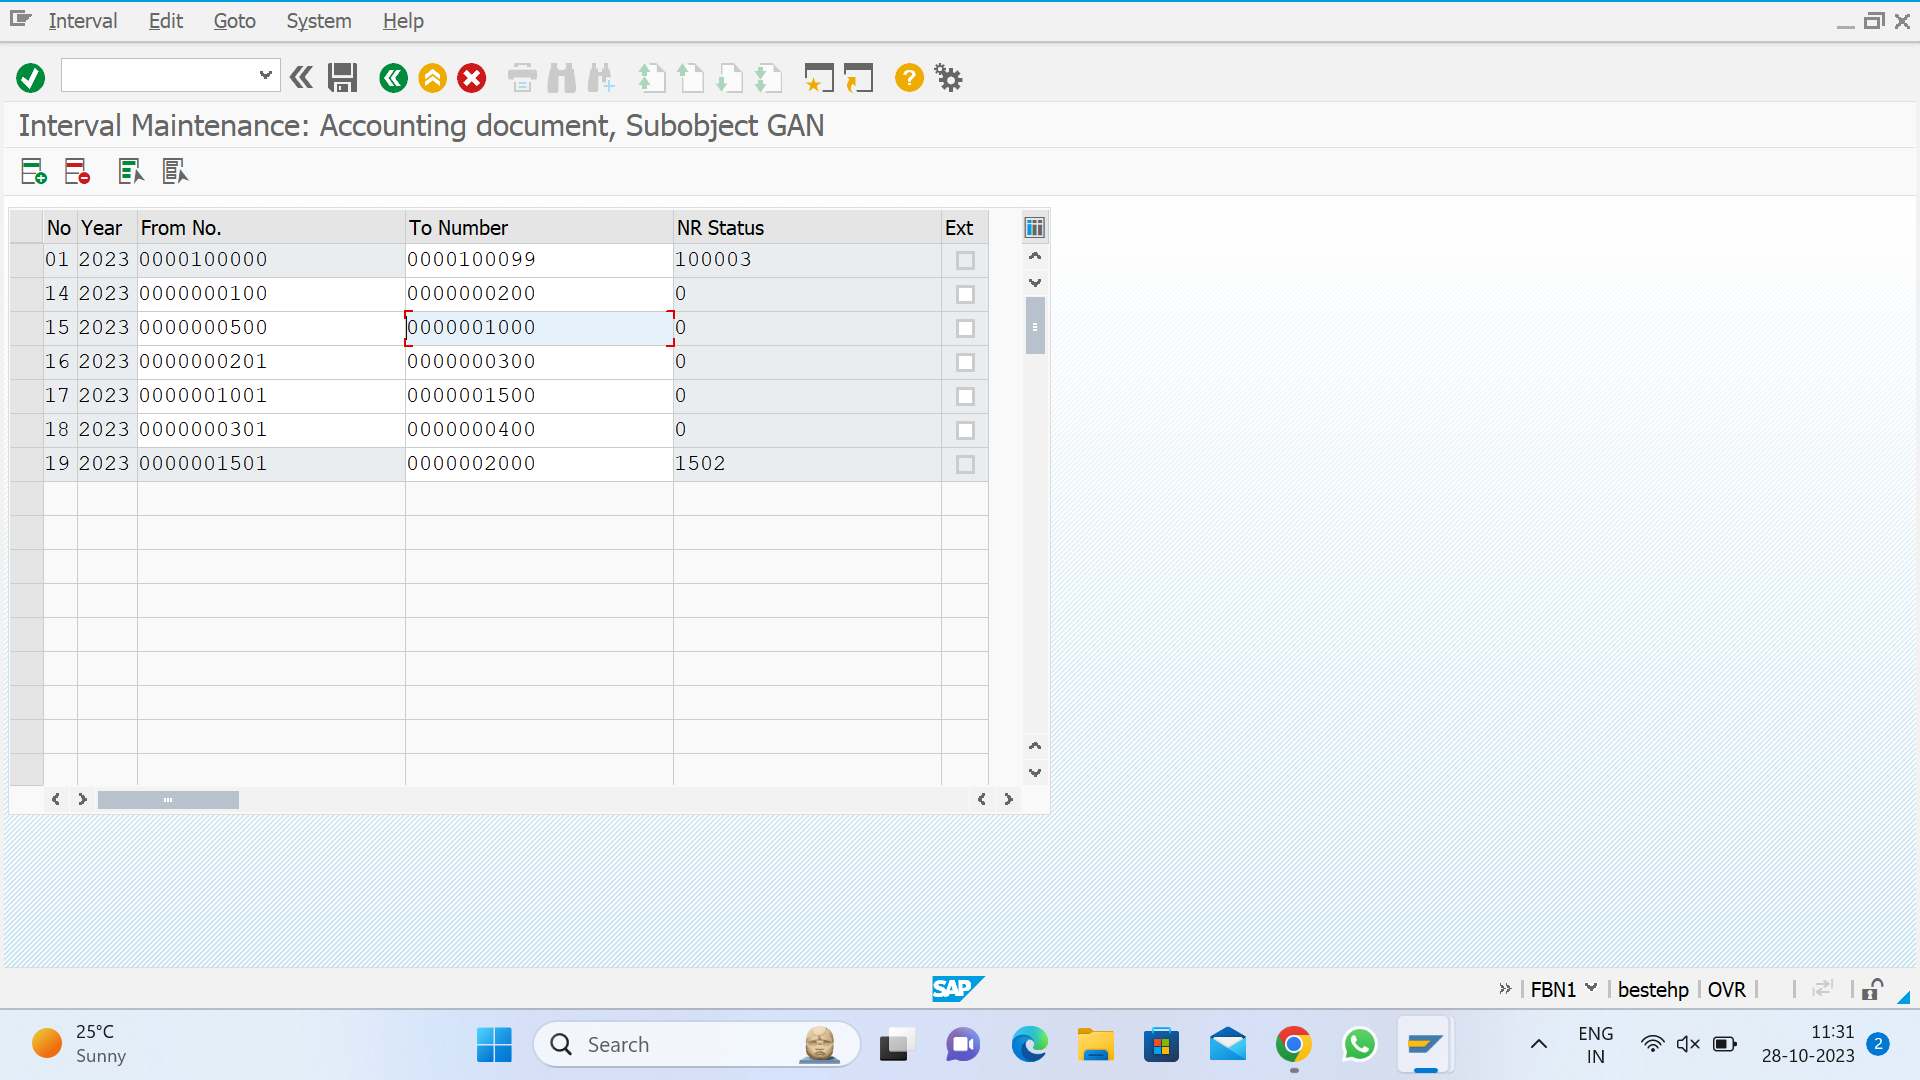 Interval Edit Goto System Help
Interval Maintenance: Accounting document, Subobject GAN
No Year From No. To Number NR Status Ext
01 2023 0000100000 0000100099 100003
14 2023 0000000100 0000000200 0
15 2023 0000000500 0000001000 0
16 2023 0000000201 0000000300 0
17 2023 0000001001 0000001500 0
18 2023 0000000301 0000000400 0
19 2023 0000001501 0000002000 1502
SAP FBN1 bestehp OVR
25°C
Sunny
Search
ENG
IN
11:31
28-10-2023
2